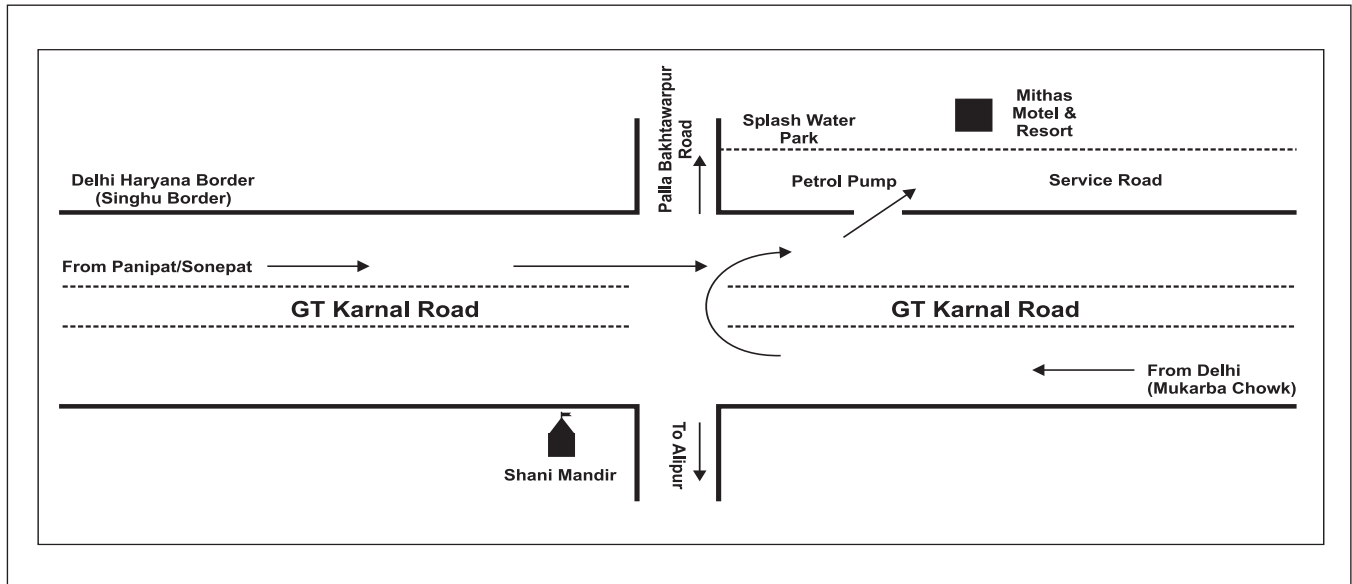 Palla Bakhtawarpur
Road
Splash Water
Park
Mithas
Motel &
Resort
Delhi Haryana Border
(Singhu Border)
Petrol Pump
Service Road
From Panipat/Sonepat
GT Karnal Road
GT Karnal Road
From Delhi
(Mukarba Chowk)
Shani Mandir
To Alipur